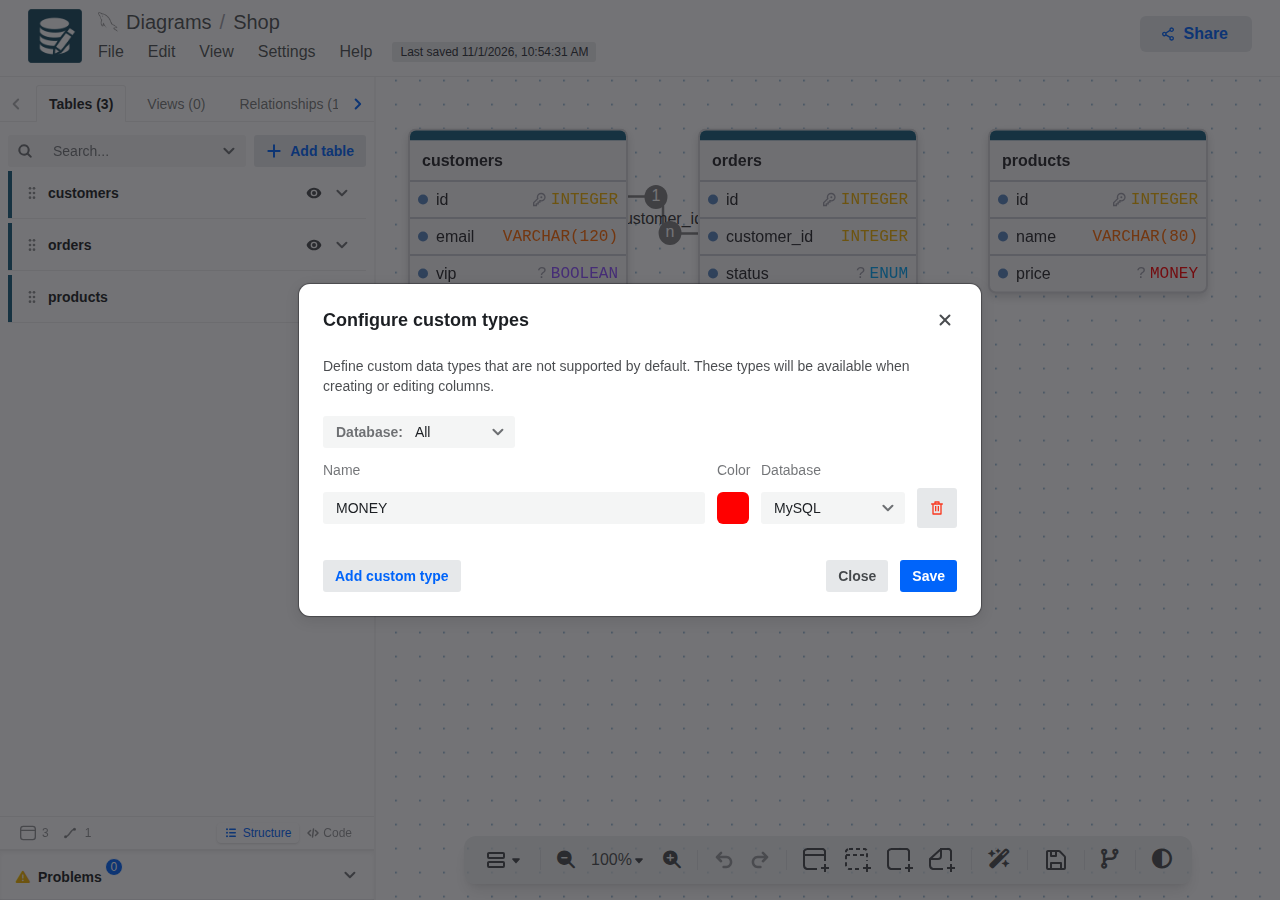 Diagrams / Shop
File Edit View Settings Help Last saved 11/1/2026, 10:54:31 AM
Share
Tables (3) Views (0) Relationships (1
Search... Add table
customers
orders
products
customers
id INTEGER
email VARCHAR(120)
vip ? BOOLEAN
1
n
orders
id INTEGER
customer_id INTEGER
status ? ENUM
products
id INTEGER
name VARCHAR(80)
price ? MONEY
Configure custom types
Define custom data types that are not supported by default. These types will be available when
creating or editing columns.
Database: All
Name Color Database
MONEY MySQL
Add custom type Close Save
3 1 Structure Code
Problems 0
100%